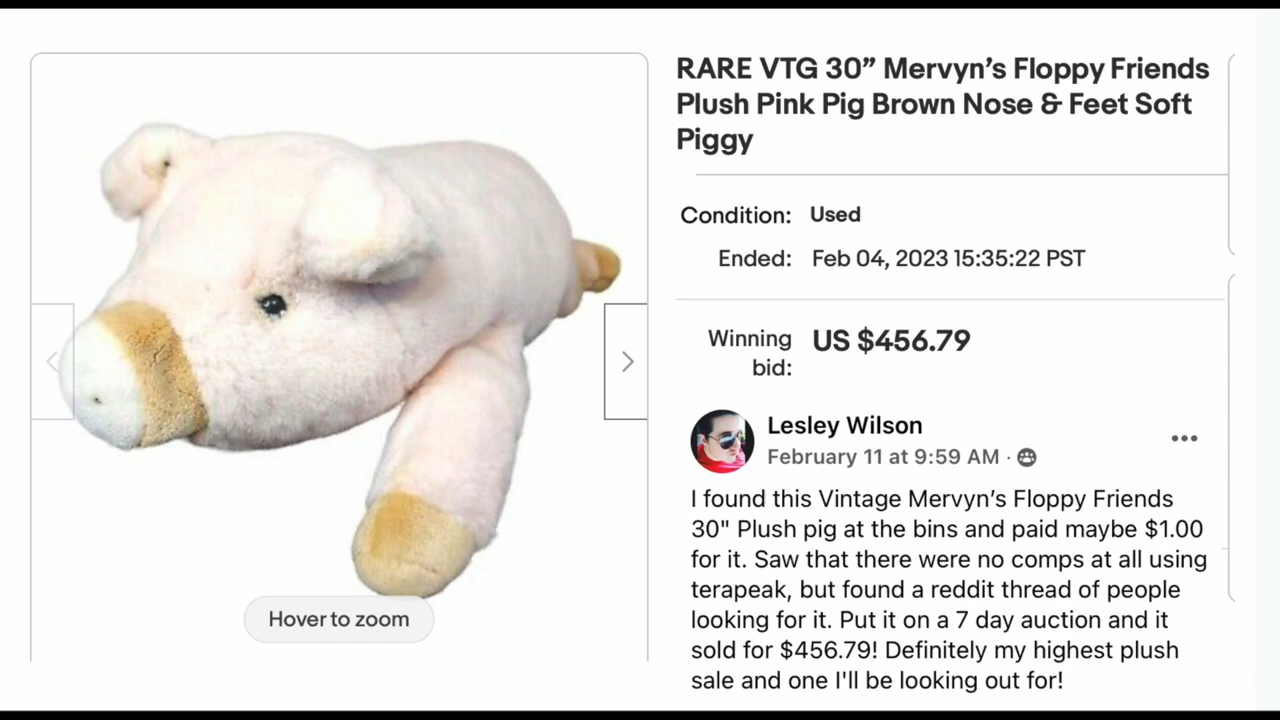 RARE VTG 30” Mervyn’s Floppy Friends
Plush Pink Pig Brown Nose & Feet Soft
Piggy
Condition: Used
Ended: Feb 04, 2023 15:35:22 PST
Winning bid: US $456.79
Hover to zoom
Lesley Wilson
February 11 at 9:59 AM ·
I found this Vintage Mervyn’s Floppy Friends
30" Plush pig at the bins and paid maybe $1.00
for it. Saw that there were no comps at all using
terapeak, but found a reddit thread of people
looking for it. Put it on a 7 day auction and it
sold for $456.79! Definitely my highest plush
sale and one I'll be looking out for!